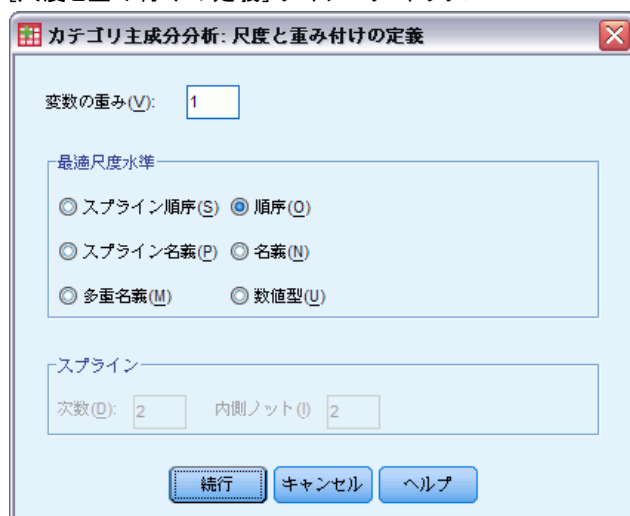 カテゴリ主成分分析: 尺度と重み付けの定義
変数の重み(V): 1
最適尺度水準
スプライン順序(S) 順序(O)
スプライン名義(P) 名義(N)
多重名義(M) 数値型(U)
スプライン
次数(D): 2 内側ノット(I) 2
続行 キャンセル ヘルプ